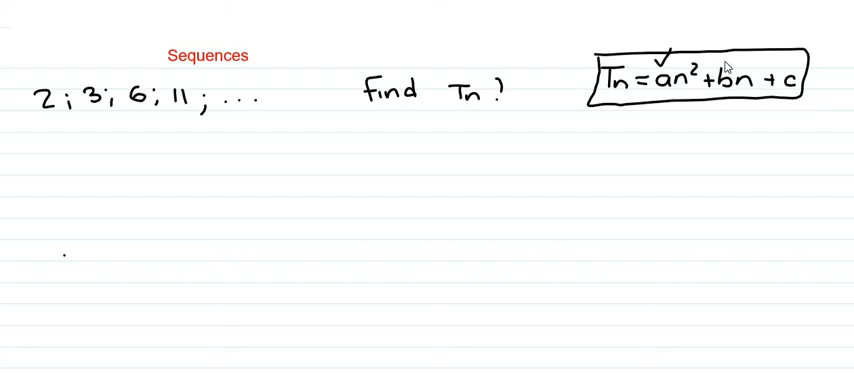 Sequences
2 ; 3 ; 6 ; 11 ; ... Find Tn ? Tn = an² + bn + c